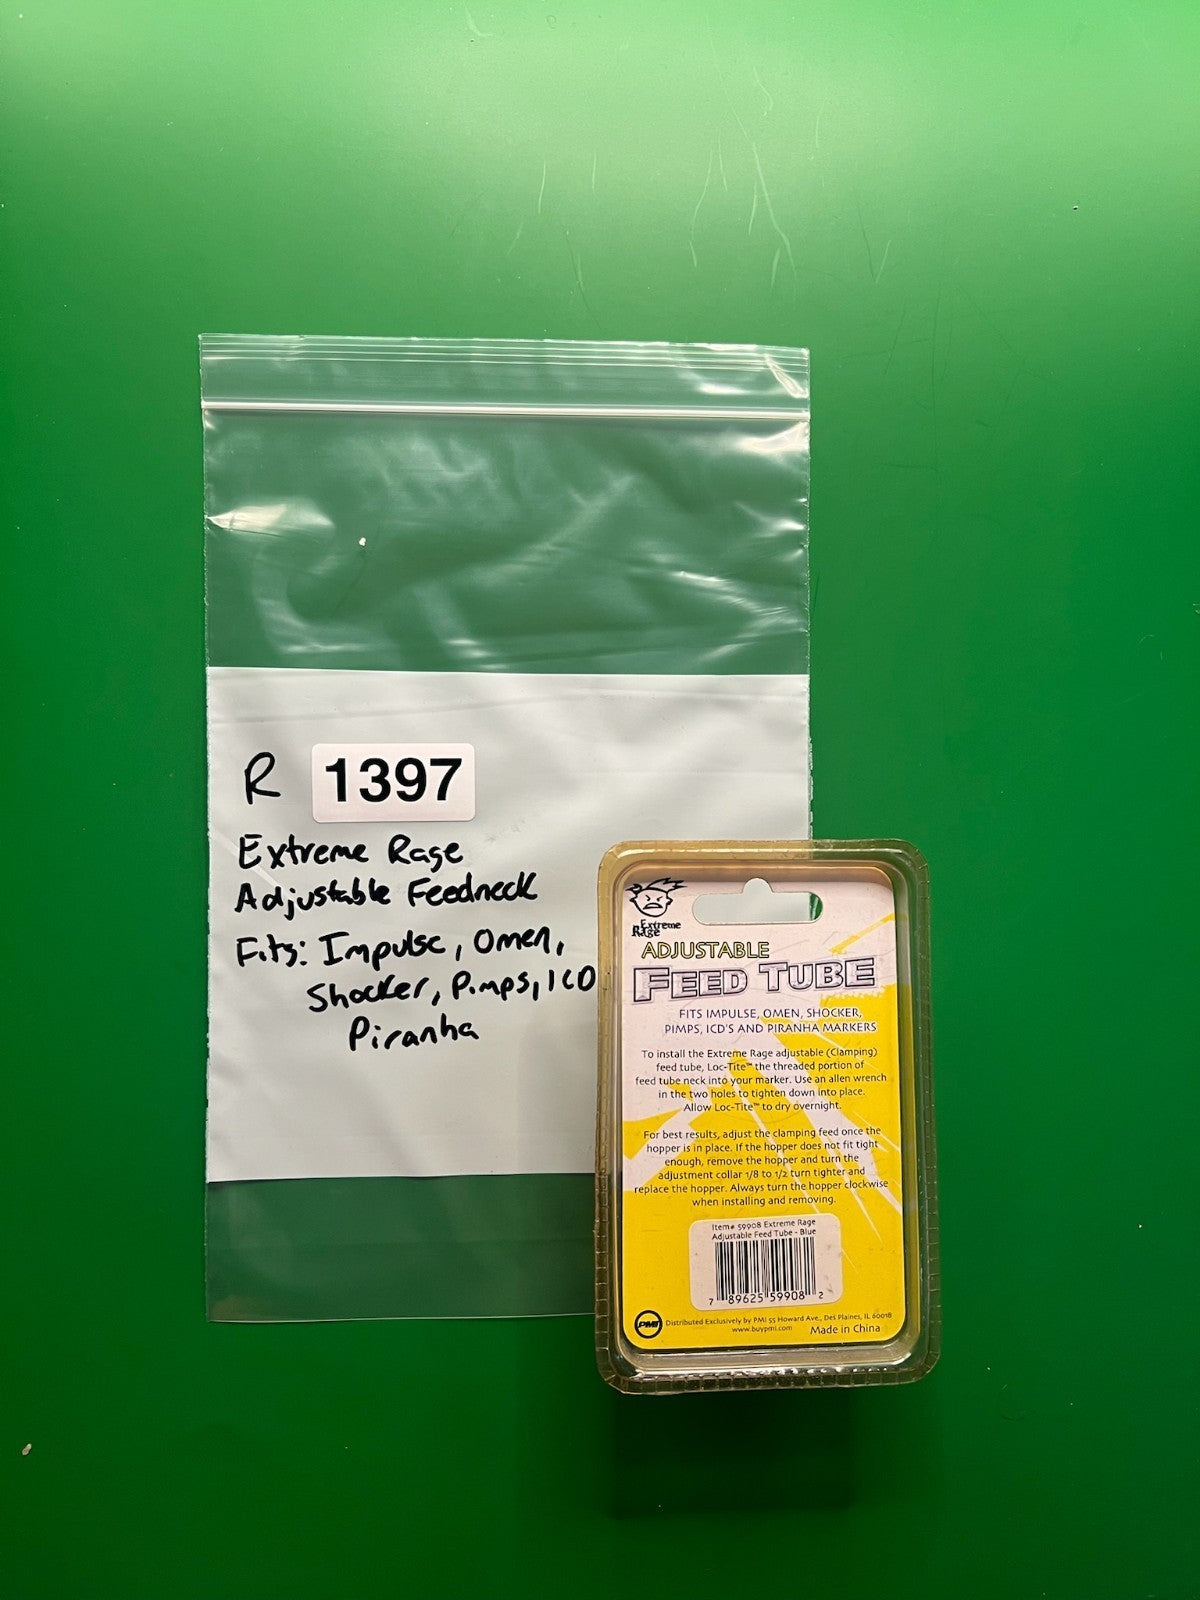 R 1397
Extreme Rage
Adjustable Feedneck
Fits: Impulse, Omen,
Shocker, Pimps, ICD
Piranha
Extreme
Rage
ADJUSTABLE
FEED TUBE
FITS IMPULSE, OMEN, SHOCKER,
PIMPS, ICD'S AND PIRANHA MARKERS
To install the Extreme Rage adjustable (Clamping)
feed tube, Loc-Tite™ the threaded portion of
feed tube neck into your marker. Use an allen wrench
in the two holes to tighten down into place.
Allow Loc-Tite™ to dry overnight.
For best results, adjust the clamping feed once the
hopper is in place. If the hopper does not fit tight
enough, remove the hopper and turn the
adjustment collar 1/8 to 1/2 turn tighter and
replace the hopper. Always turn the hopper clockwise
when installing and removing.
Item# 59908 Extreme Rage
Adjustable Feed Tube - Blue
7 89625 59908 2
PMI
Distributed Exclusively by PMI 55 Howard Ave., Des Plaines, IL 60018
www.buypmi.com Made in China